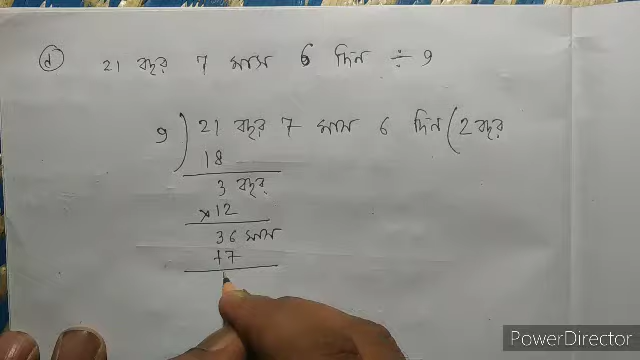 (d) 21 বছর 7 মাস 6 দিন ÷ 9
9 ) 21 বছর 7 মাস 6 দিন ( 2 বছর
18
3 বছর
×12
36 মাস
+7
PowerDirector